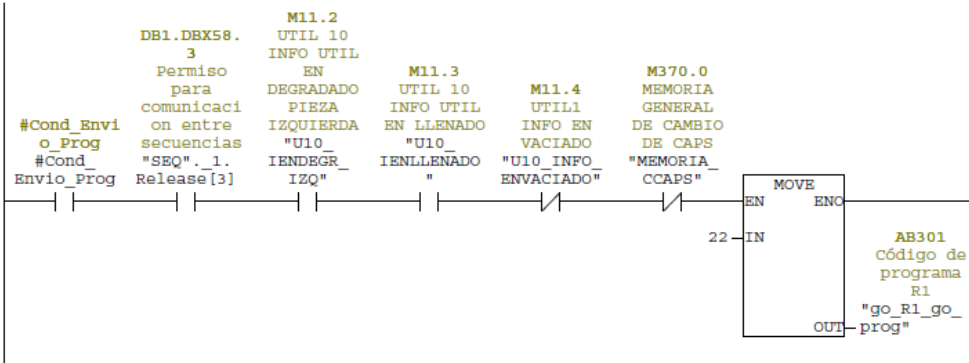 #Cond_Envi
o_Prog
#Cond_
Envio_Prog
DB1.DBX58.
3
Permiso
para
comunicaci
on entre
secuencias
"SEQ"._1.
Release[3]
M11.2
UTIL 10
INFO UTIL
EN
DEGRADADO
PIEZA
IZQUIERDA
"U10_
IENDEGR_
IZQ"
M11.3
UTIL 10
INFO UTIL
EN LLENADO
"U10_
IENLLENADO
"
M11.4
UTIL1
INFO EN
VACIADO
"U10_INFO_
ENVACIADO"
M370.0
MEMORIA
GENERAL
DE CAMBIO
DE CAPS
"MEMORIA_
CCAPS"
MOVE
EN ENO
22 IN
AB301
Código de
programa
R1
"go_R1_go_
OUT prog"